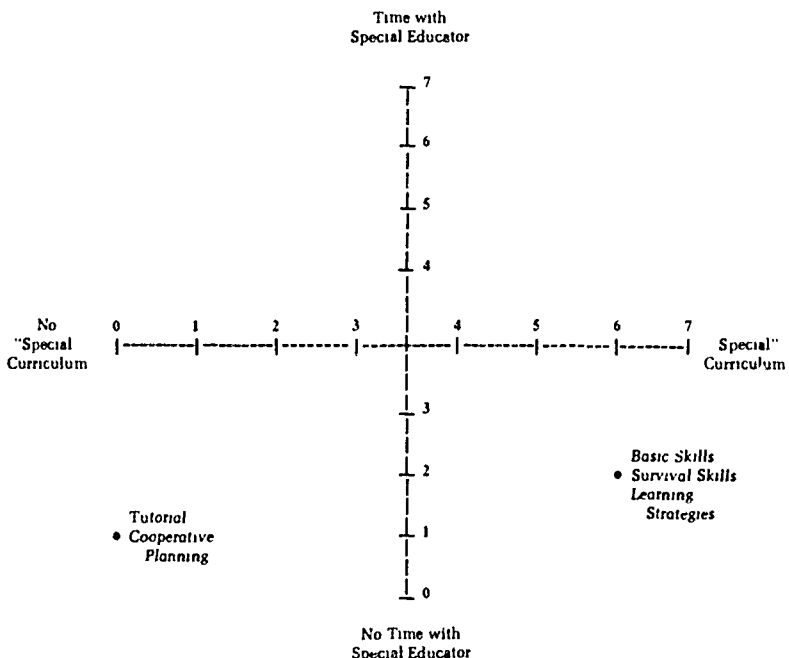 Time with
Special Educator
7
6
5
4
No
"Special
Curriculum
0 1 2 3 4 5 6 7
Special"
Curriculum
3
Basic Skills
2 Survival Skills
Learning
Strategies
Tutorial
Cooperative 1
Planning
0
No Time with
Special Educator